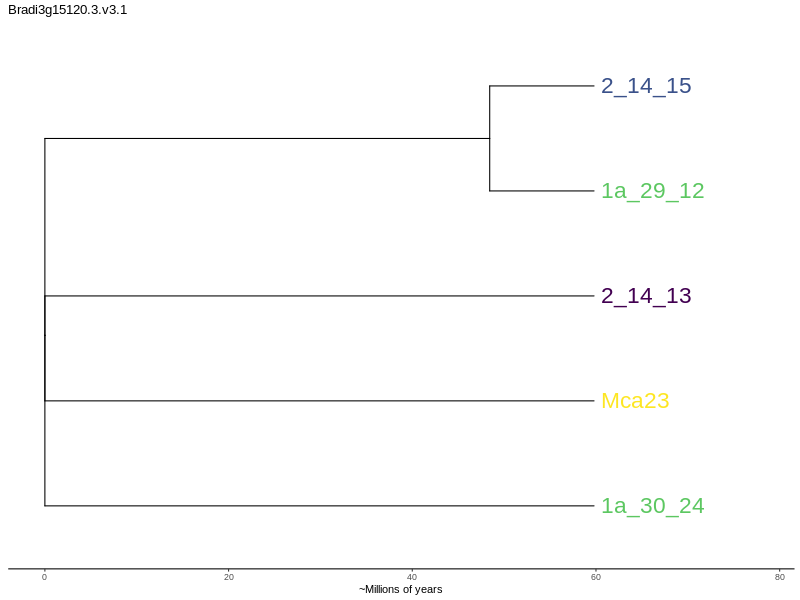 Bradi3g15120.3.v3.1
2_14_15
1a_29_12
2_14_13
Mca23
1a_30_24
0 20 40 60 80
~Millions of years